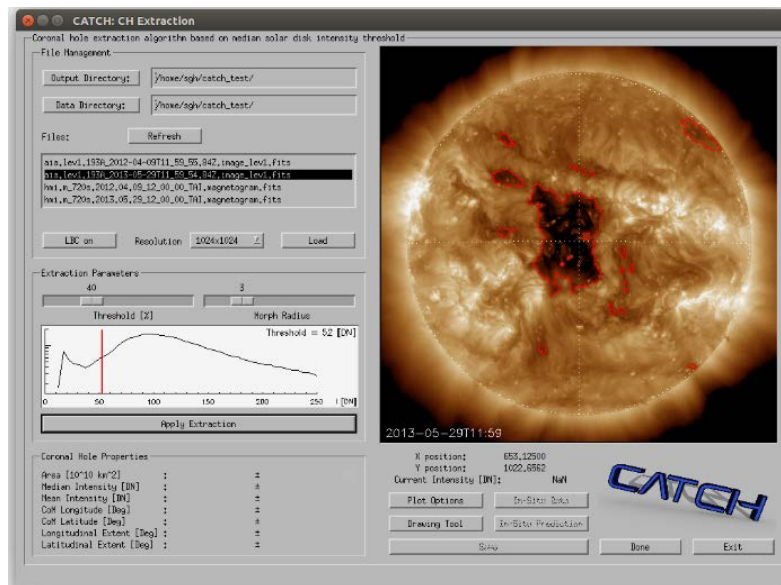 CATCH: CH Extraction
Coronal hole extraction algorithm based on median solar disk intensity threshold
File Management
Output Directory: /home/sgh/catch_test/
Data Directory: /home/sgh/catch_test/
Files: Refresh
aia.lev1.193A_2012-04-09T11_59_55.84Z.image_lev1.fits
aia.lev1.193A_2013-05-29T11_59_54.84Z.image_lev1.fits
hmi.m_720s.2012.04.09_12_00_00_TAI.magnetogram.fits
hmi.m_720s.2013.05.29_12_00_00_TAI.magnetogram.fits
LBC on Resolution 1024x1024 Load
Extraction Parameters
40 3
Threshold [%] Morph Radius
Threshold = 52 [DN]
0 50 100 150 200 250 I [DN]
Apply Extraction
2013-05-29T11:59
Coronal Hole Properties
Area [10^10 km^2] : ±
Median Intensity [DN] : ±
Mean Intensity [DN] : ±
CoM Longitude [Deg] : ±
CoM Latitude [Deg] : ±
Longitudinal Extent [Deg] : ±
Latitudinal Extent [Deg] : ±
X position: 653.12500
Y position: 1022.6562
Current Intensity [DN]: NaN
Plot Options In-Situ Data
Drawing Tool In-Situ Prediction
Save Done Exit
CATCH